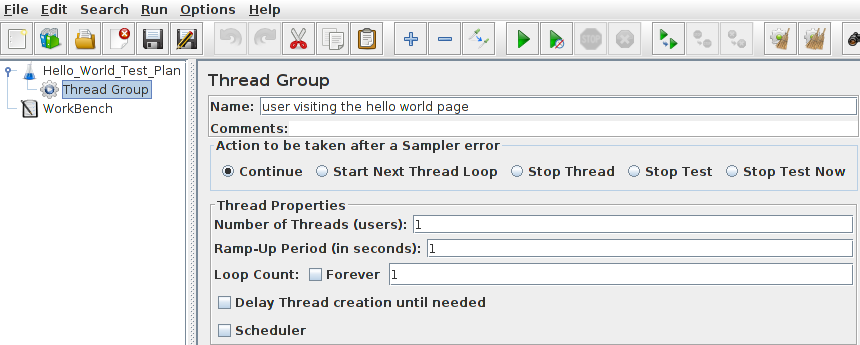 File Edit Search Run Options Help
STOP
Hello_World_Test_Plan
Thread Group
WorkBench
Thread Group
Name: user visiting the hello world page
Comments:
Action to be taken after a Sampler error
Continue Start Next Thread Loop Stop Thread Stop Test Stop Test Now
Thread Properties
Number of Threads (users): 1
Ramp-Up Period (in seconds): 1
Loop Count: Forever 1
Delay Thread creation until needed
Scheduler